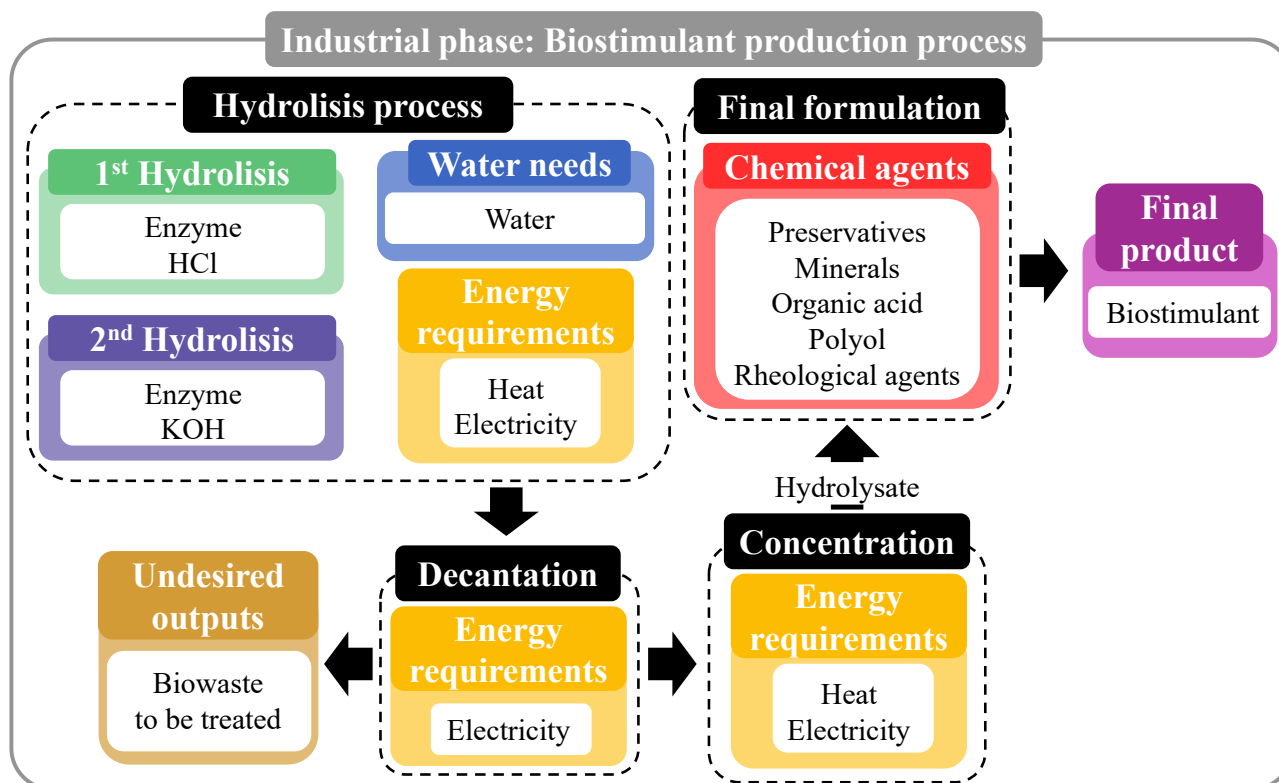 Industrial phase: Biostimulant production process
Hydrolisis process
1st Hydrolisis
Enzyme
HCl
2nd Hydrolisis
Enzyme
KOH
Water needs
Water
Energy
requirements
Heat
Electricity
Final formulation
Chemical agents
Preservatives
Minerals
Organic acid
Polyol
Rheological agents
Final
product
Biostimulant
Hydrolysate
Undesired
outputs
Biowaste
to be treated
Decantation
Energy
requirements
Electricity
Concentration
Energy
requirements
Heat
Electricity